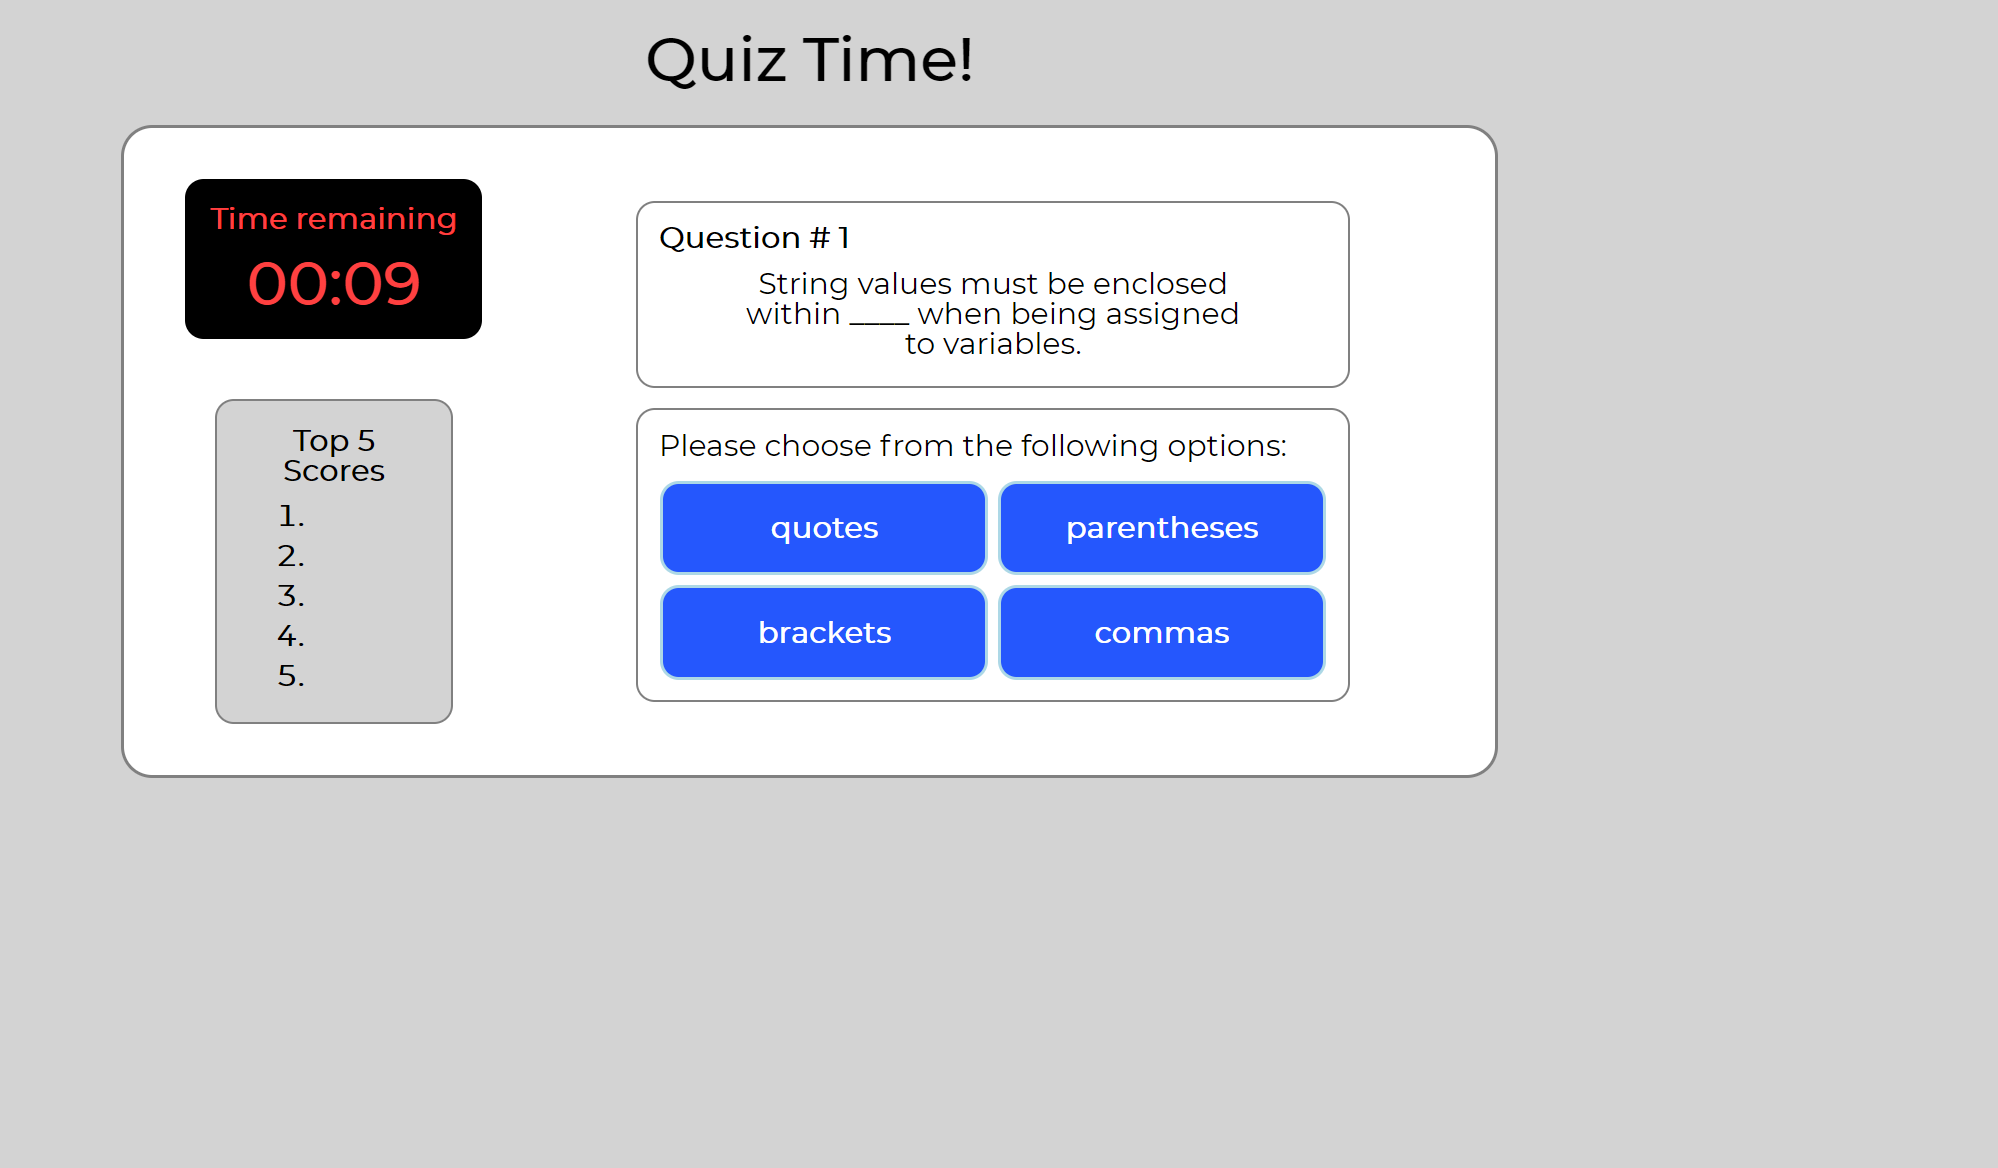 Quiz Time!
Time remaining
00:09
Top 5
Scores
1.
2.
3.
4.
5.
Question # 1
String values must be enclosed
within ____ when being assigned
to variables.
Please choose from the following options:
quotes
parentheses
brackets
commas